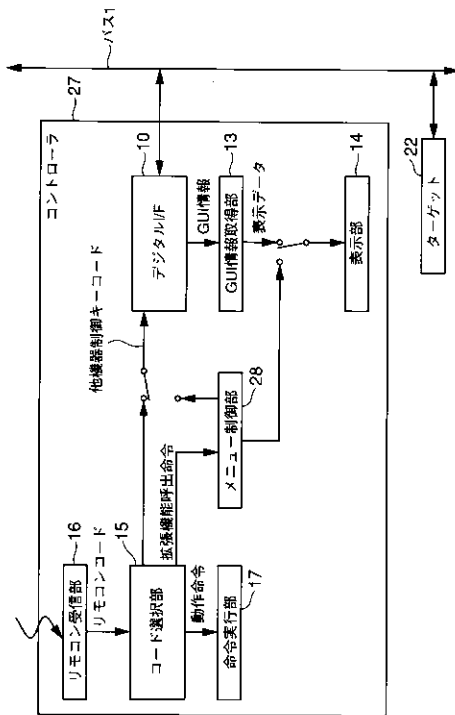 コントローラ
27
リモコン受信部
16
リモコンコード
コード選択部
15
動作命令
命令実行部
17
拡張機能呼出命令
メニュー制御部
28
他機器制御キーコード
デジタルI/F
10
GUI情報
GUI情報取得部
13
表示データ
表示部
14
バス1
ターゲット
22